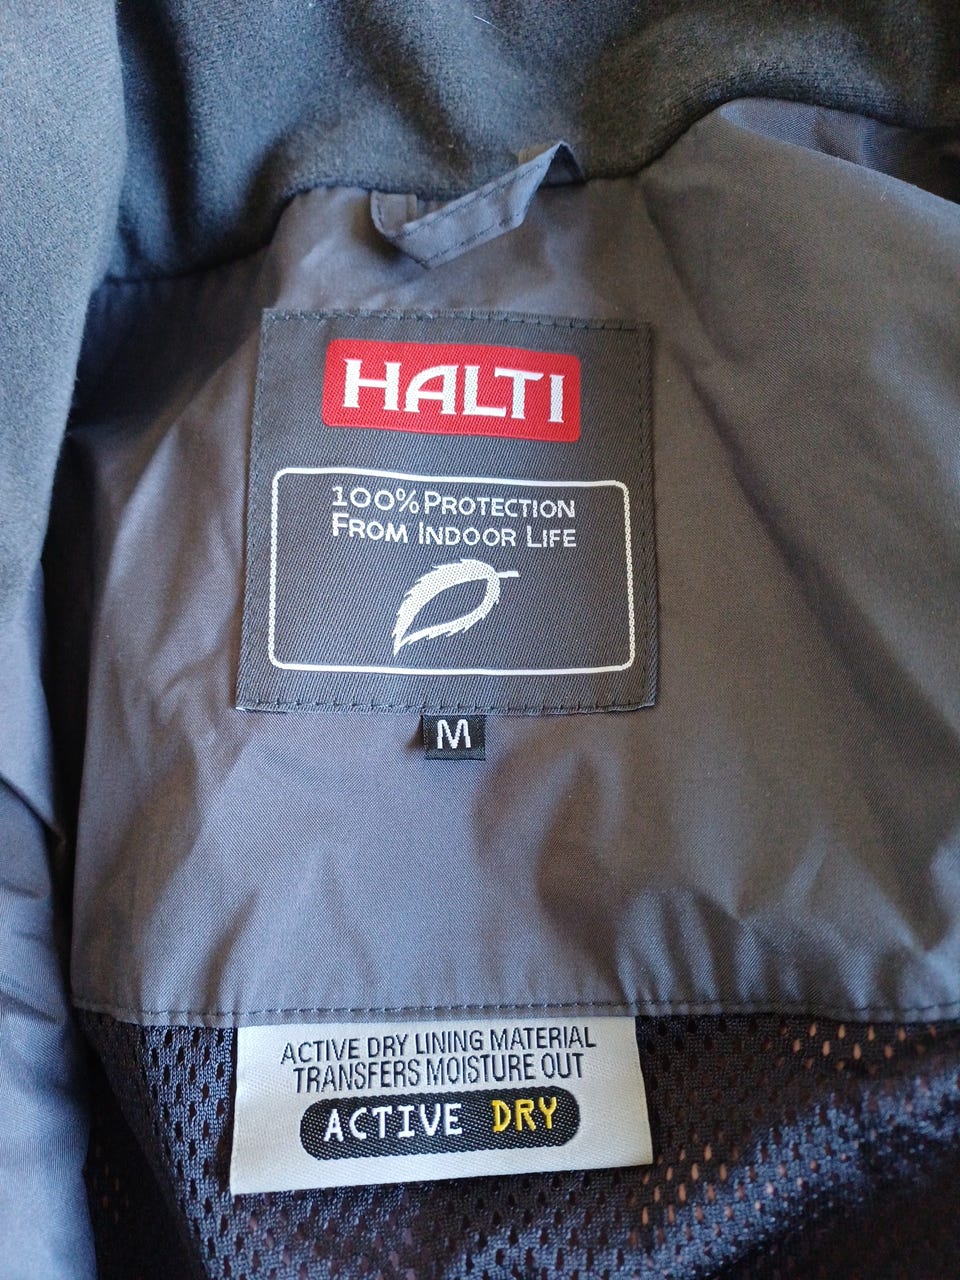 HALTI
100% PROTECTION
FROM INDOOR LIFE
M
ACTIVE DRY LINING MATERIAL
TRANSFERS MOISTURE OUT
ACTIVE DRY